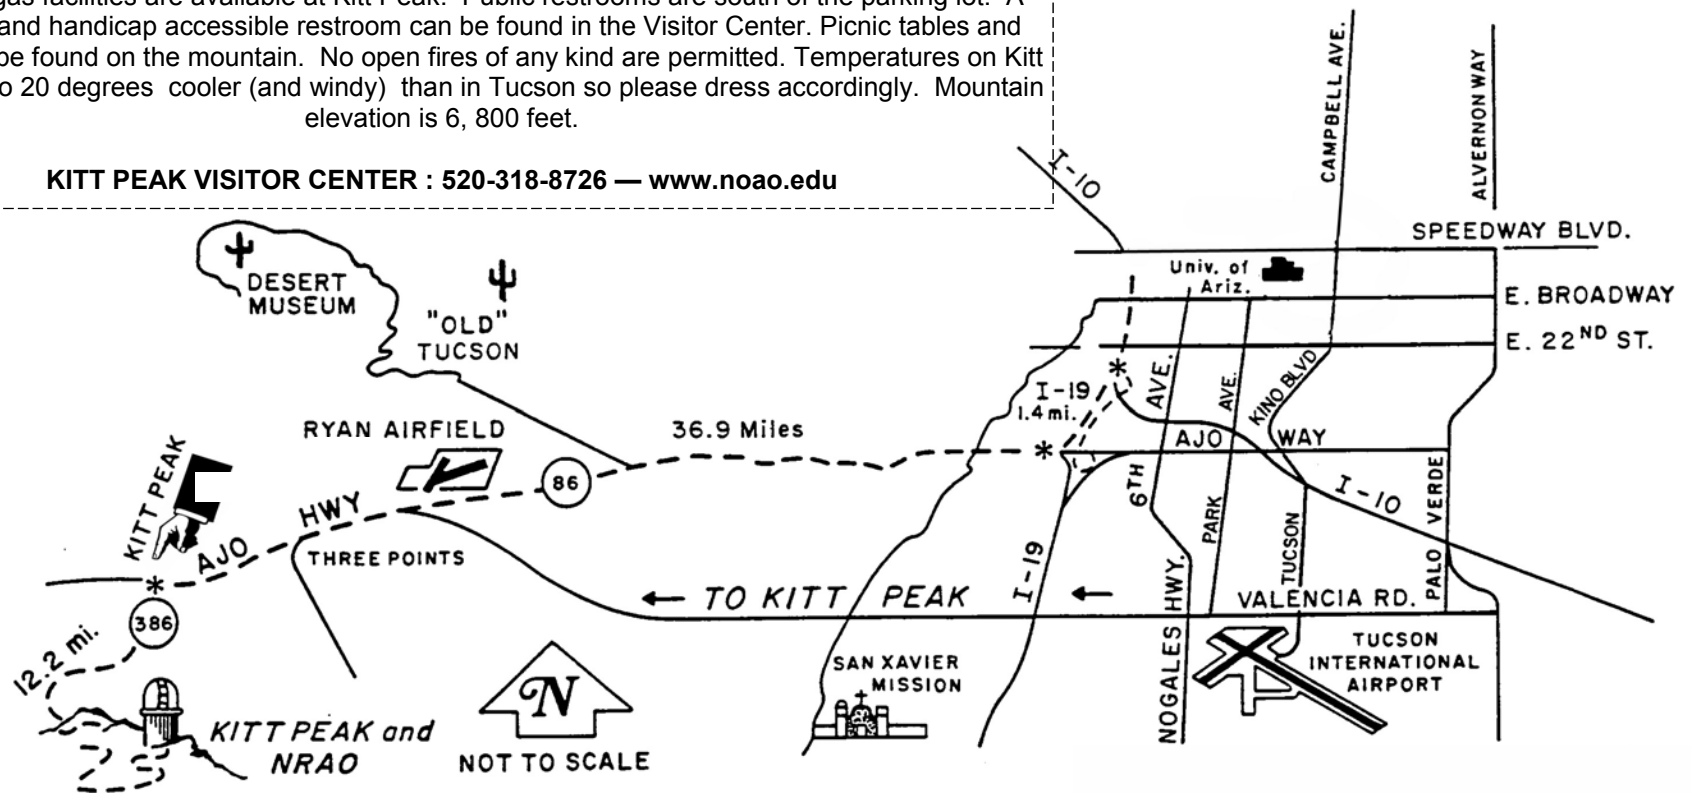 gas facilities are available at Kitt Peak. Public restrooms are south of the parking lot. A
and handicap accessible restroom can be found in the Visitor Center. Picnic tables and
be found on the mountain. No open fires of any kind are permitted. Temperatures on Kitt
o 20 degrees cooler (and windy) than in Tucson so please dress accordingly. Mountain
elevation is 6, 800 feet.
KITT PEAK VISITOR CENTER : 520-318-8726 — www.noao.edu
I-10
CAMPBELL AVE.
ALVERNON WAY
SPEEDWAY BLVD.
DESERT
MUSEUM
"OLD"
TUCSON
Univ. of
Ariz.
E. BROADWAY
E. 22ND ST.
I-19
1.4 mi.
AVE.
AVE.
KINO BLVD
RYAN AIRFIELD
36.9 Miles
AJO WAY
KITT PEAK
86
HWY
AJO
THREE POINTS
6TH
PARK
TUCSON
I-10
PALO VERDE
I-19
← TO KITT PEAK ←
VALENCIA RD.
NOGALES HWY.
386
12.2 mi.
KITT PEAK and
NRAO
N
NOT TO SCALE
SAN XAVIER
MISSION
TUCSON
INTERNATIONAL
AIRPORT